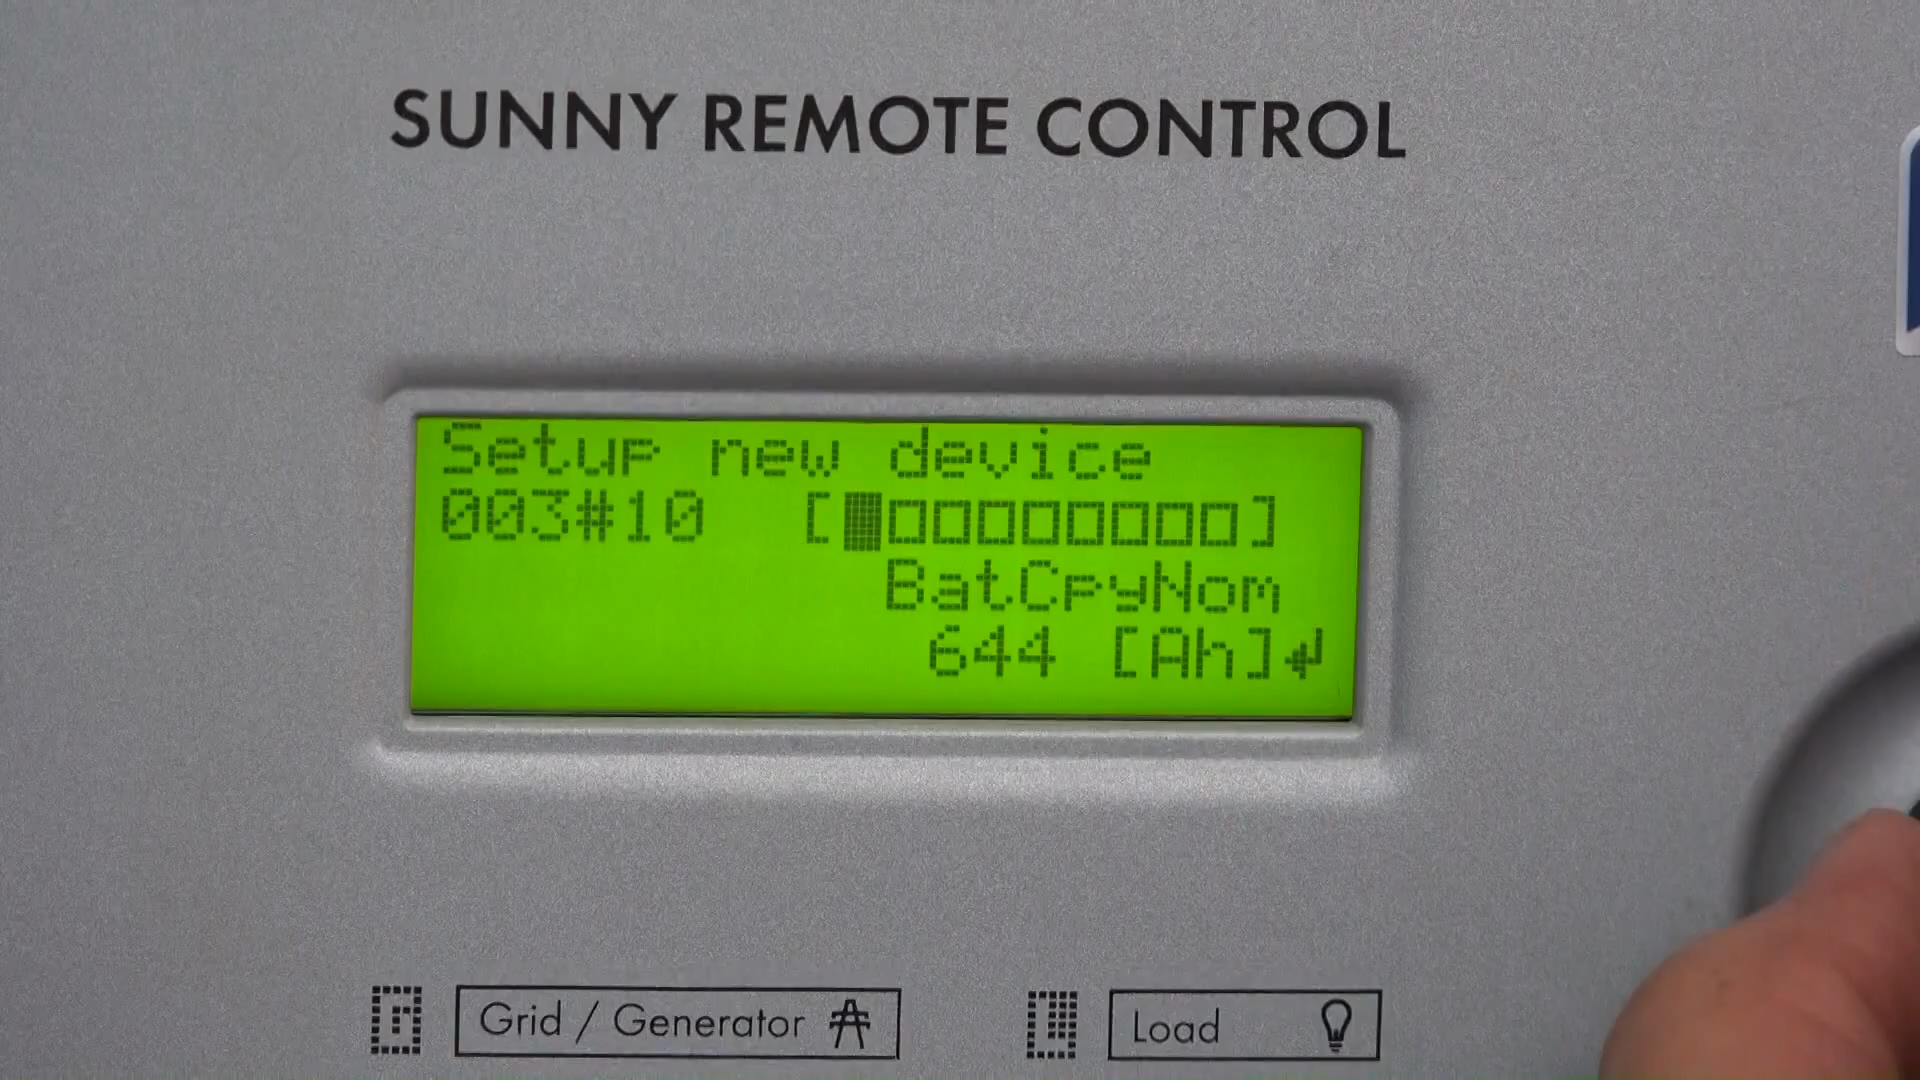 SUNNY REMOTE CONTROL
Setup new device
003#10 [■□□□□□□□□]
BatCpyNom
644 [Ah]↲
Grid / Generator
Load